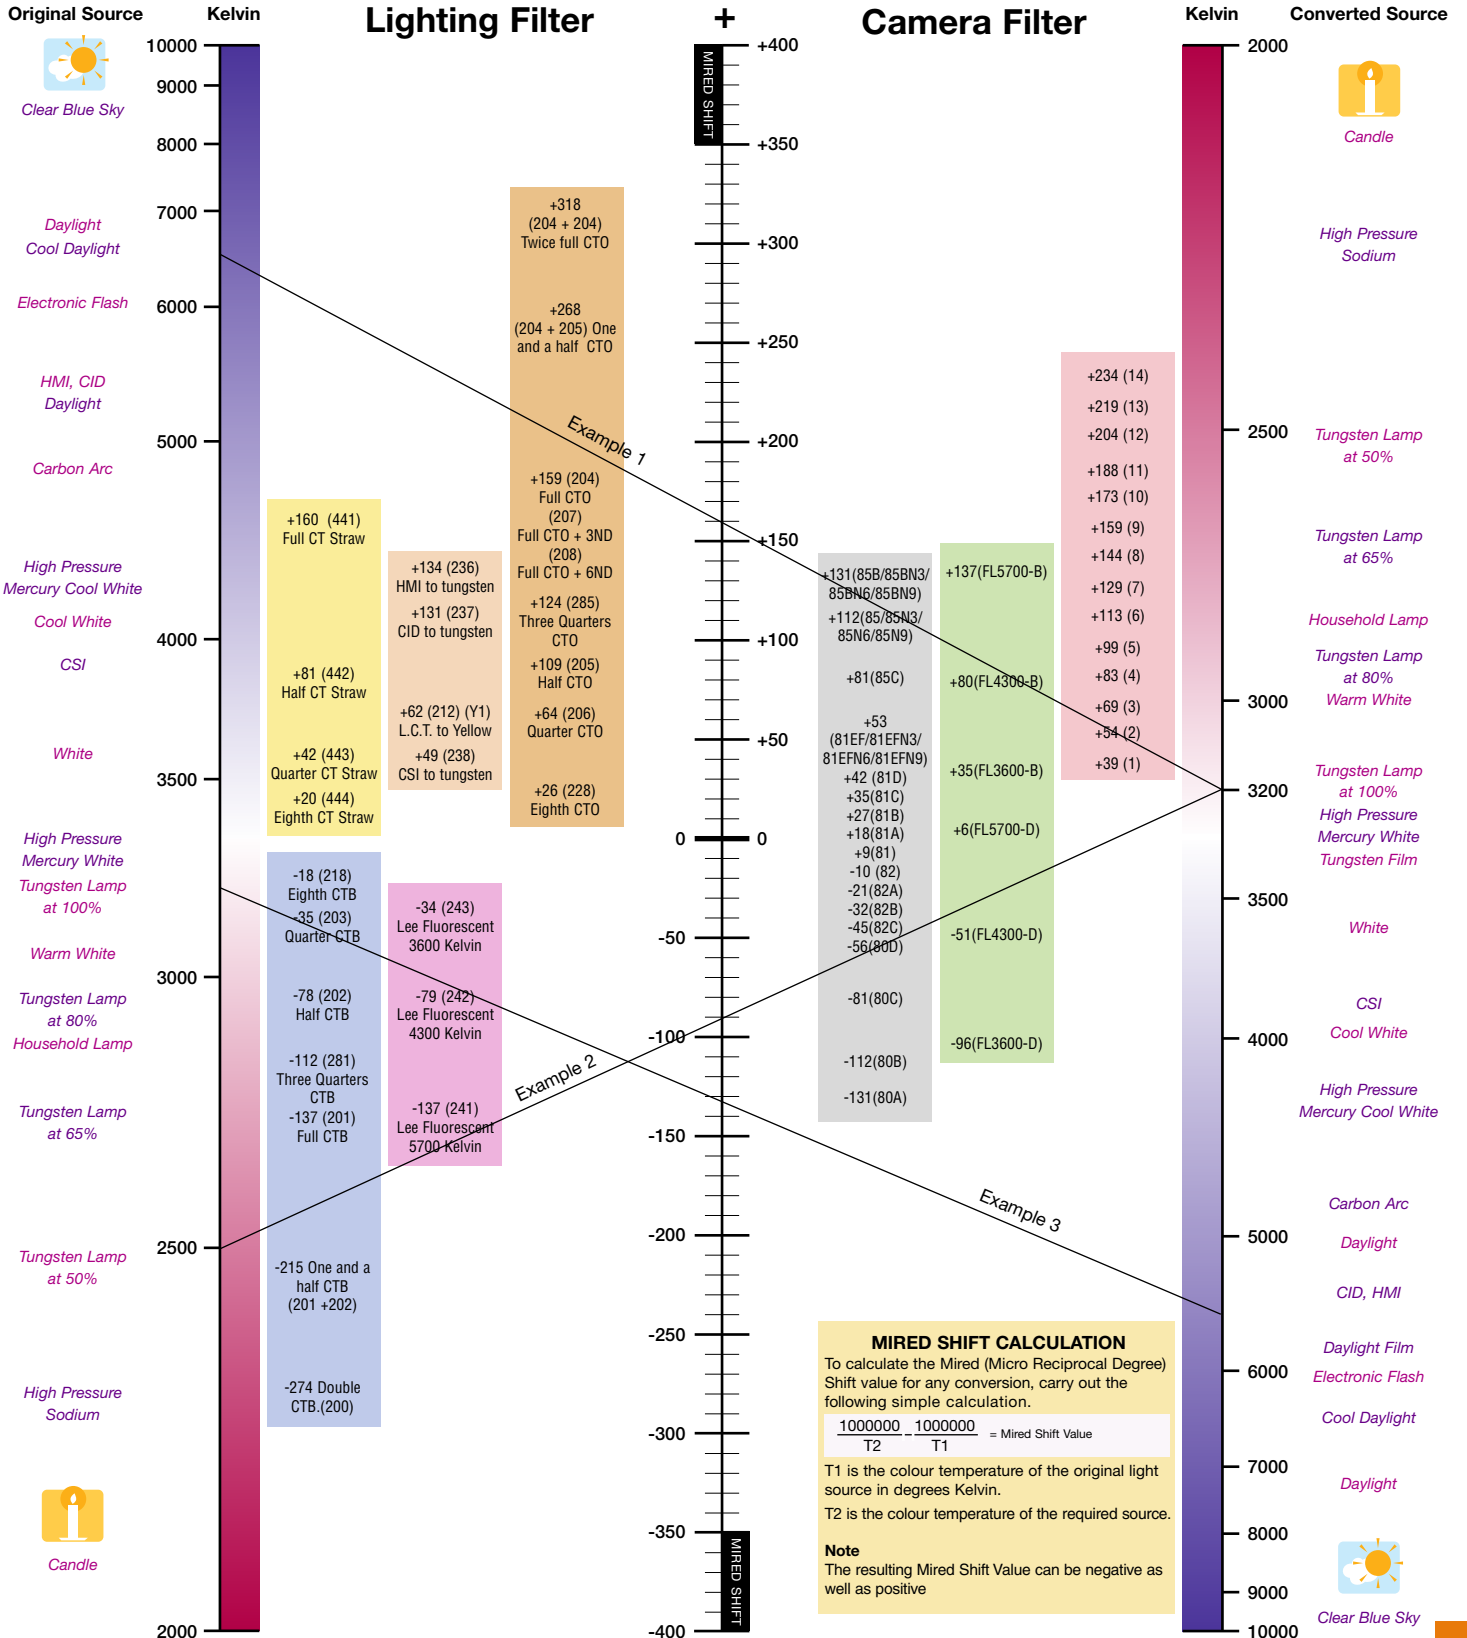 Original Source
Kelvin
Lighting Filter
+
Camera Filter
Kelvin
Converted Source
Clear Blue Sky
Daylight
Cool Daylight
Electronic Flash
HMI, CID
Daylight
Carbon Arc
High Pressure
Mercury Cool White
Cool White
CSI
White
High Pressure
Mercury White
Tungsten Lamp
at 100%
Warm White
Tungsten Lamp
at 80%
Household Lamp
Tungsten Lamp
at 65%
Tungsten Lamp
at 50%
High Pressure
Sodium
Candle
10000
9000
8000
7000
6000
5000
4000
3500
3000
2500
2000
+160 (441)
Full CT Straw
+81 (442)
Half CT Straw
+42 (443)
Quarter CT Straw
+20 (444)
Eighth CT Straw
-18 (218)
Eighth CTB
-35 (203)
Quarter CTB
-78 (202)
Half CTB
-112 (281)
Three Quarters
CTB
-137 (201)
Full CTB
-215 One and a
half CTB
(201 +202)
-274 Double
CTB.(200)
+134 (236)
HMI to tungsten
+131 (237)
CID to tungsten
+62 (212) (Y1)
L.C.T. to Yellow
+49 (238)
CSI to tungsten
-34 (243)
Lee Fluorescent
3600 Kelvin
-79 (242)
Lee Fluorescent
4300 Kelvin
-137 (241)
Lee Fluorescent
5700 Kelvin
+318
(204 + 204)
Twice full CTO
+268
(204 + 205) One
and a half CTO
+159 (204)
Full CTO
(207)
Full CTO + 3ND
(208)
Full CTO + 6ND
+124 (285)
Three Quarters
CTO
+109 (205)
Half CTO
+64 (206)
Quarter CTO
+26 (228)
Eighth CTO
Example 1
Example 2
Example 3
MIRED SHIFT
+400
+350
+300
+250
+200
+150
+100
+50
0 0
-50
-100
-150
-200
-250
-300
-350
-400
MIRED SHIFT
+131(85B/85BN3/
85BN6/85BN9)
+112(85/85N3/
85N6/85N9)
+81(85C)
+53
(81EF/81EFN3/
81EFN6/81EFN9)
+42 (81D)
+35(81C)
+27(81B)
+18(81A)
+9(81)
-10 (82)
-21(82A)
-32(82B)
-45(82C)
-56(80D)
-81(80C)
-112(80B)
-131(80A)
+137(FL5700-B)
+80(FL4300-B)
+35(FL3600-B)
+6(FL5700-D)
-51(FL4300-D)
-96(FL3600-D)
+234 (14)
+219 (13)
+204 (12)
+188 (11)
+173 (10)
+159 (9)
+144 (8)
+129 (7)
+113 (6)
+99 (5)
+83 (4)
+69 (3)
+54 (2)
+39 (1)
MIRED SHIFT CALCULATION
To calculate the Mired (Micro Reciprocal Degree)
Shift value for any conversion, carry out the
following simple calculation.
1000000 - 1000000 = Mired Shift Value
T2 T1
T1 is the colour temperature of the original light
source in degrees Kelvin.
T2 is the colour temperature of the required source.
Note
The resulting Mired Shift Value can be negative as
well as positive
2000
2500
3000
3200
3500
4000
5000
6000
7000
8000
9000
10000
Candle
High Pressure
Sodium
Tungsten Lamp
at 50%
Tungsten Lamp
at 65%
Household Lamp
Tungsten Lamp
at 80%
Warm White
Tungsten Lamp
at 100%
High Pressure
Mercury White
Tungsten Film
White
CSI
Cool White
High Pressure
Mercury Cool White
Carbon Arc
Daylight
CID, HMI
Daylight Film
Electronic Flash
Cool Daylight
Daylight
Clear Blue Sky